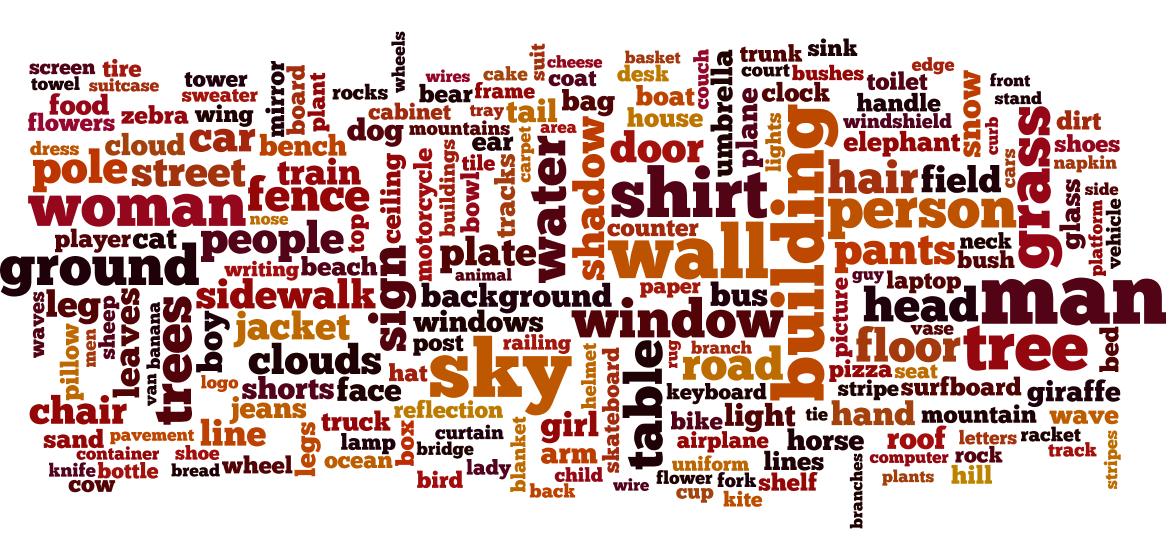 screen
tire
towel
suitcase
tower
sweater
food
flowers
zebra
wing
mirror
board
plant
rocks
wheels
wires
bear
cake
frame
suit
cheese
coat
basket
desk
couch
umbrella
trunk
sink
court
bushes
toilet
edge
front
stand
cabinet
tray
tail
bag
boat
house
plane
clock
handle
windshield
snow
curb
dirt
shoes
napkin
dress
cloud
car
bench
dog
mountains
area
ear
carpet
lights
elephant
cars
grass
pole
street
train
fence
ceiling
motorcycle
buildings
tile
bowl
tracks
water
shadow
door
shirt
building
hair
field
glass
side
woman
nose
top
person
platform
vehicle
player
cat
people
sign
plate
counter
wall
pants
neck
bush
ground
writing
beach
animal
guy
laptop
sidewalk
background
paper
bus
picture
head
man
waves
leg
sheep
leaves
banana
trees
boy
jacket
windows
window
vase
pillow
men
van
clouds
post
sky
railing
helmet
skateboard
table
rug
branch
road
floor
tree
bed
logo
shorts
face
hat
keyboard
pizza
seat
stripe
surfboard
giraffe
chair
jeans
truck
reflection
girl
bike
light
tie
hand
mountain
wave
sand
pavement
line
legs
lamp
box
curtain
bridge
blanket
arm
airplane
horse
roof
letters
racket
track
stripes
container
shoe
knife
bottle
bread
wheel
ocean
lady
child
uniform
lines
computer
rock
cow
bird
back
wire
flower
fork
shelf
cup
kite
branches
plants
hill